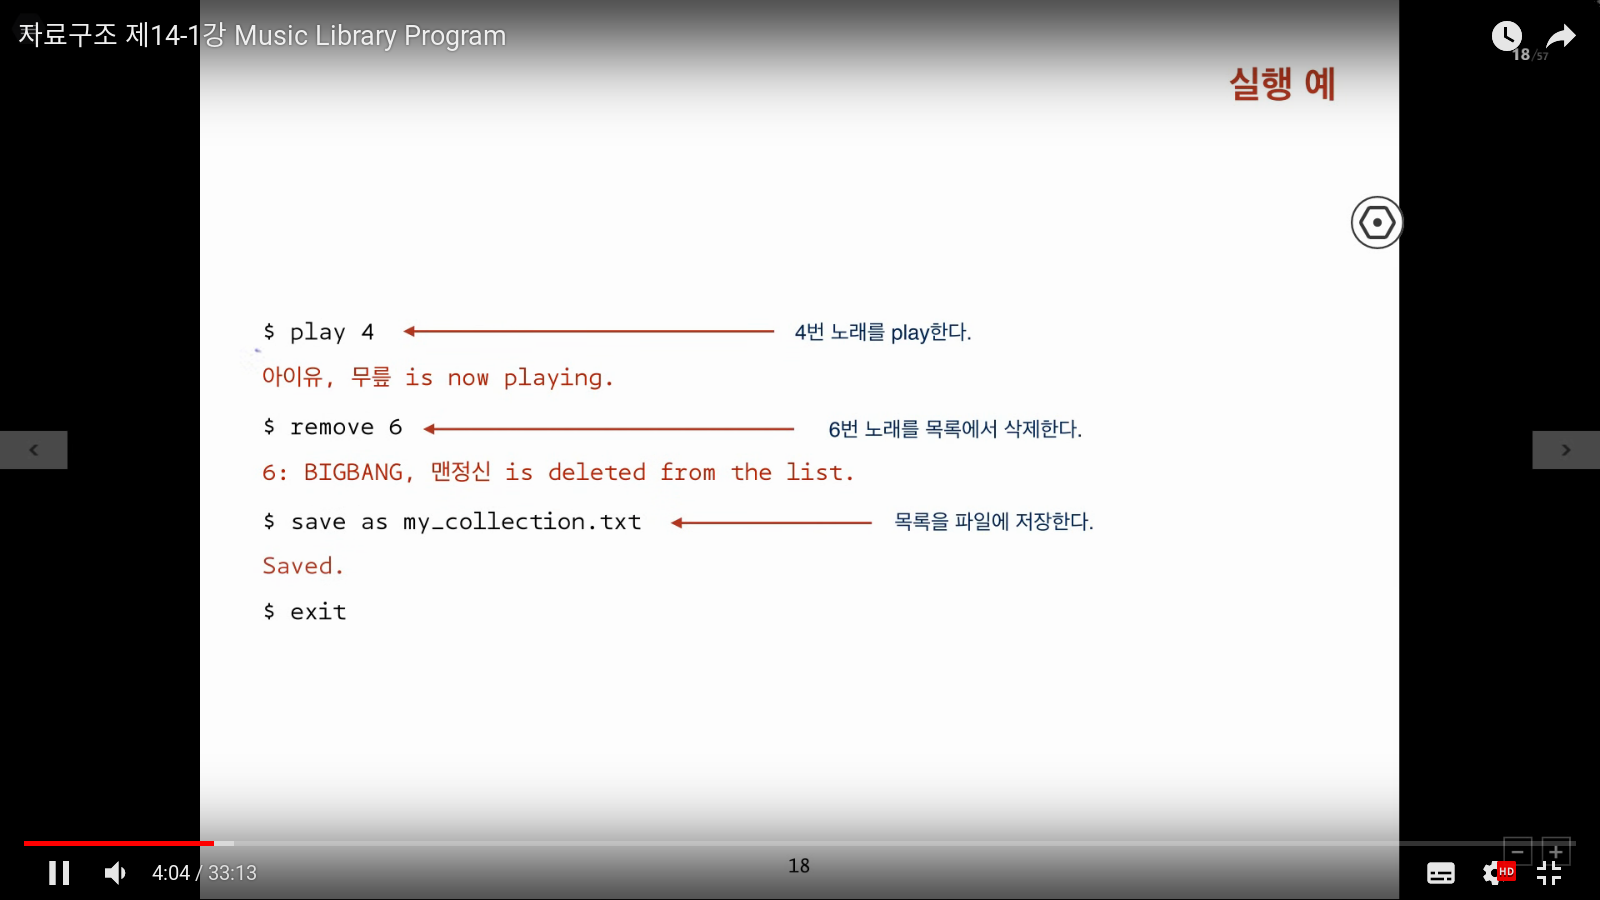 자료구조 제14-1강 Music Library Program
18/57
실행 예
$ play 4 4번 노래를 play한다.
아이유, 무릎 is now playing.
$ remove 6 6번 노래를 목록에서 삭제한다.
6: BIGBANG, 맨정신 is deleted from the list.
$ save as my_collection.txt 목록을 파일에 저장한다.
Saved.
$ exit
18
4:04 / 33:13
HD